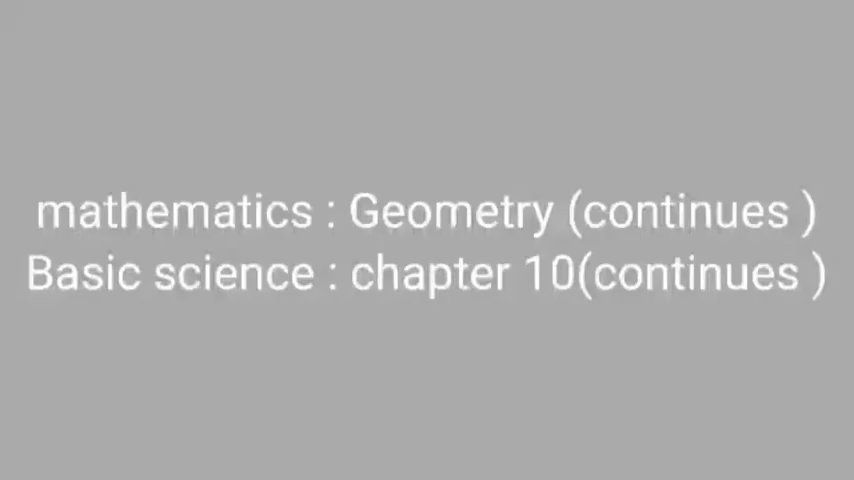 mathematics : Geometry (continues )
Basic science : chapter 10(continues )